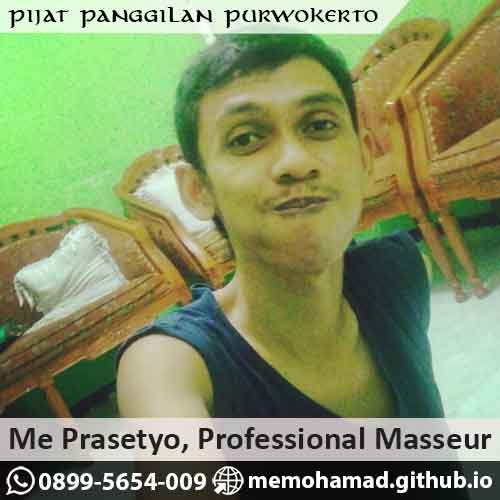 PIJAT PANGGILAN PURWOKERTO
Me Prasetyo, Professional Masseur
0899-5654-009 memohamad.github.io